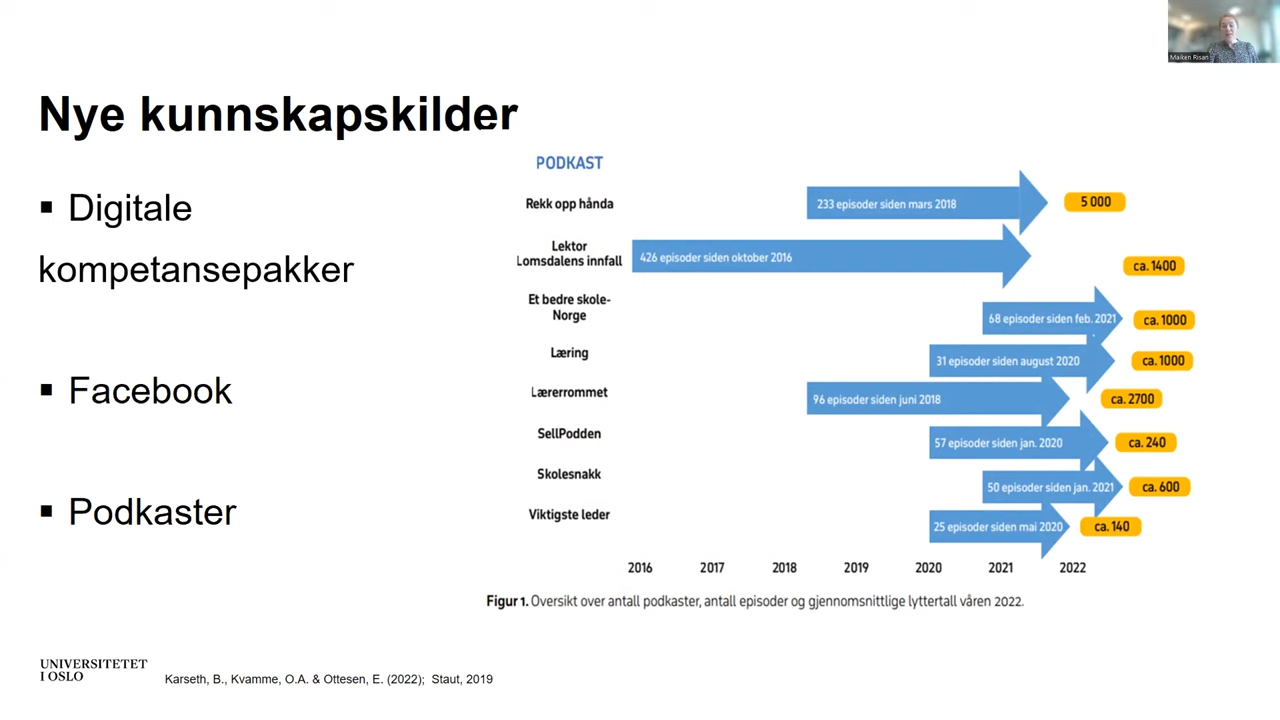 Maiken Risan
Nye kunnskapskilder
▪ Digitale
kompetansepakker
▪ Facebook
▪ Podkaster
PODKAST
Rekk opp hånda
233 episoder siden mars 2018
5 000
Lektor
Lomsdalens innfall
426 episoder siden oktober 2016
ca. 1400
Et bedre skole-
Norge
68 episoder siden feb. 2021
ca. 1000
Læring
31 episoder siden august 2020
ca. 1000
Lærerrommet
96 episoder siden juni 2018
ca. 2700
SellPodden
57 episoder siden jan. 2020
ca. 240
Skolesnakk
50 episoder siden jan. 2021
ca. 600
Viktigste leder
25 episoder siden mai 2020
ca. 140
2016 2017 2018 2019 2020 2021 2022
Figur 1. Oversikt over antall podkaster, antall episoder og gjennomsnittlige lyttertall våren 2022.
UNIVERSITETET
I OSLO
Karseth, B., Kvamme, O.A. & Ottesen, E. (2022); Staut, 2019